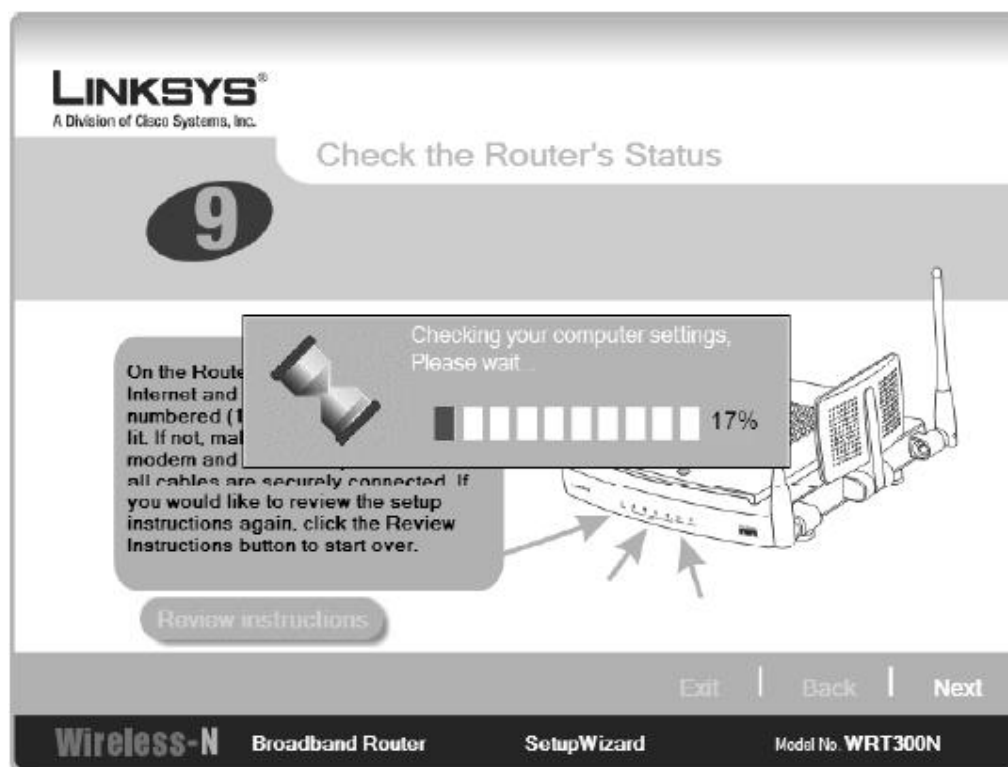 LINKSYS®
A Division of Cisco Systems, Inc.
Check the Router's Status
9
Checking your computer settings,
Please wait...
17%
On the Route
Internet and
numbered (1
lit. If not, mak
modem and
all cables are securely connected. If
you would like to review the setup
instructions again, click the Review
Instructions button to start over.
Review instructions
Exit
Back
Next
Wireless-N
Broadband Router
SetupWizard
Model No. WRT300N